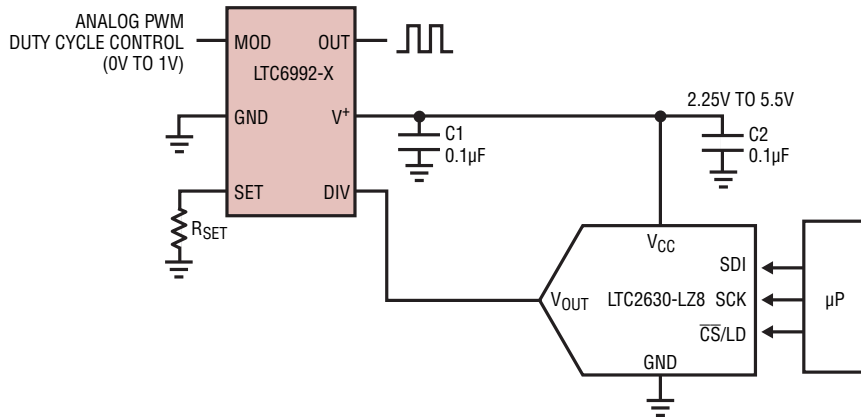 ANALOG PWM
DUTY CYCLE CONTROL
(0V TO 1V)
MOD
OUT
LTC6992-X
GND
V+
SET
DIV
RSET
C1
0.1µF
2.25V TO 5.5V
C2
0.1µF
VCC
SDI
VOUT
LTC2630-LZ8
SCK
CS/LD
GND
µP